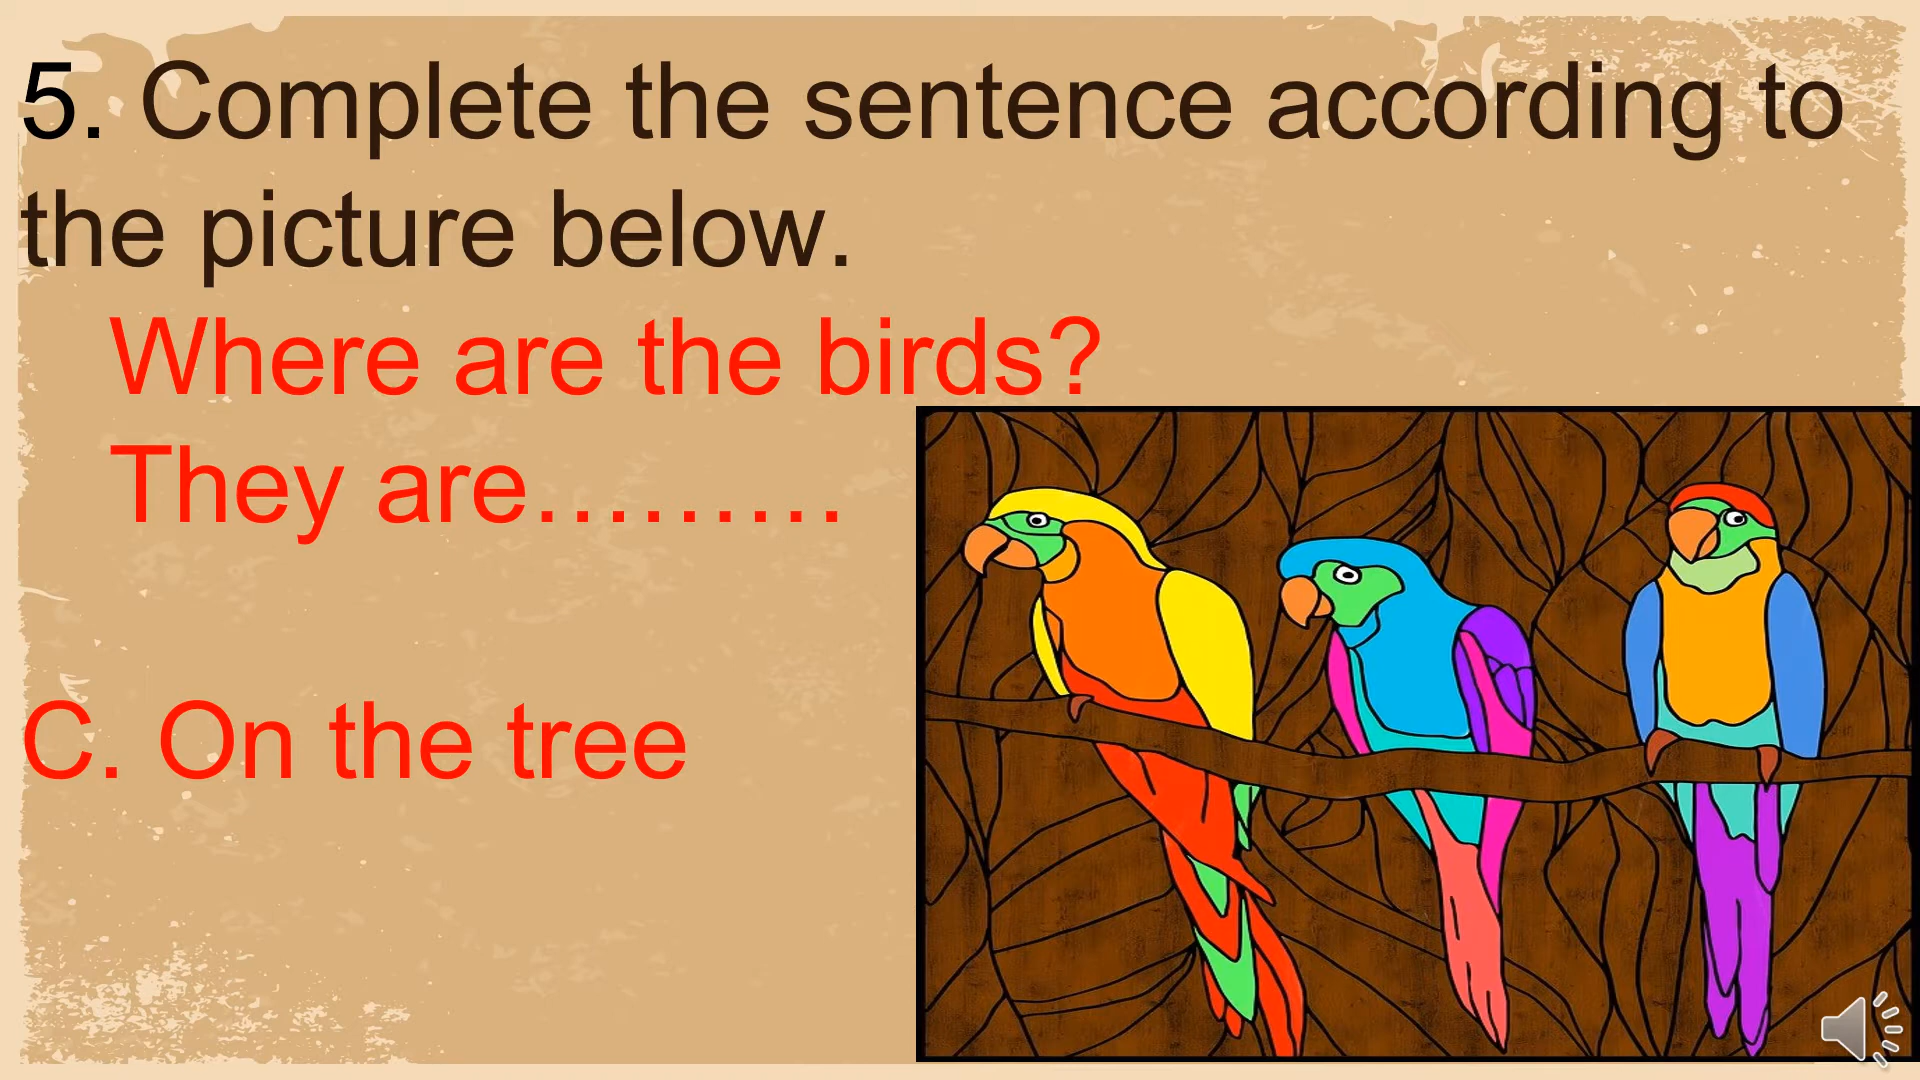 5. Complete the sentence according to
the picture below.
Where are the birds?
They are.........
C. On the tree